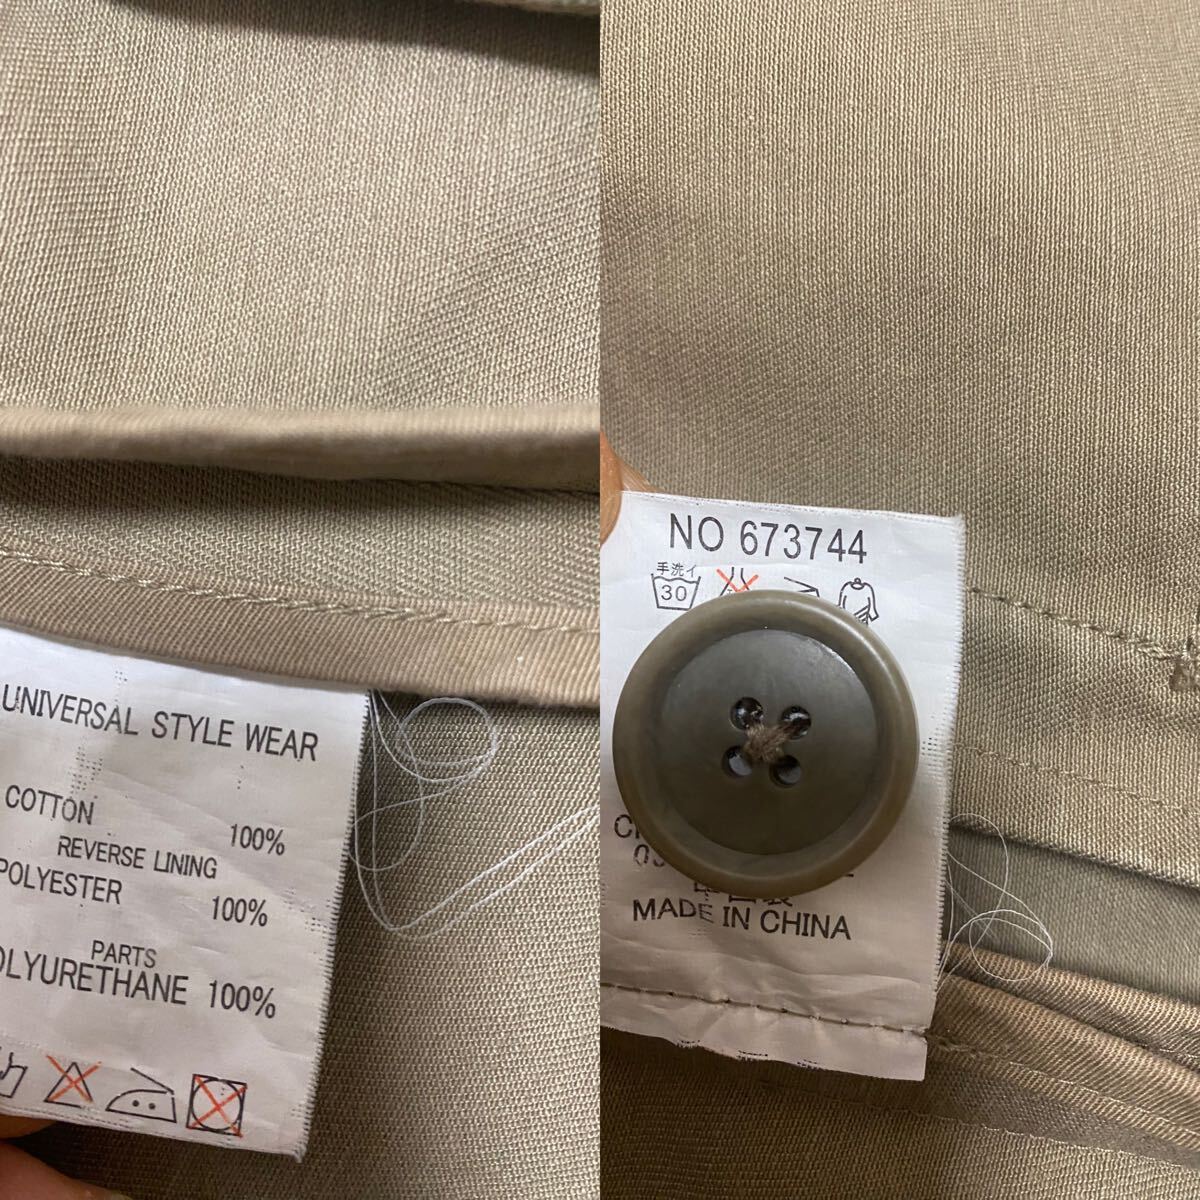 UNIVERSAL STYLE WEAR
COTTON 100%
REVERSE LINING
POLYESTER 100%
PARTS
OLYURETHANE 100%
NO 673744
手洗イ
30
MADE IN CHINA